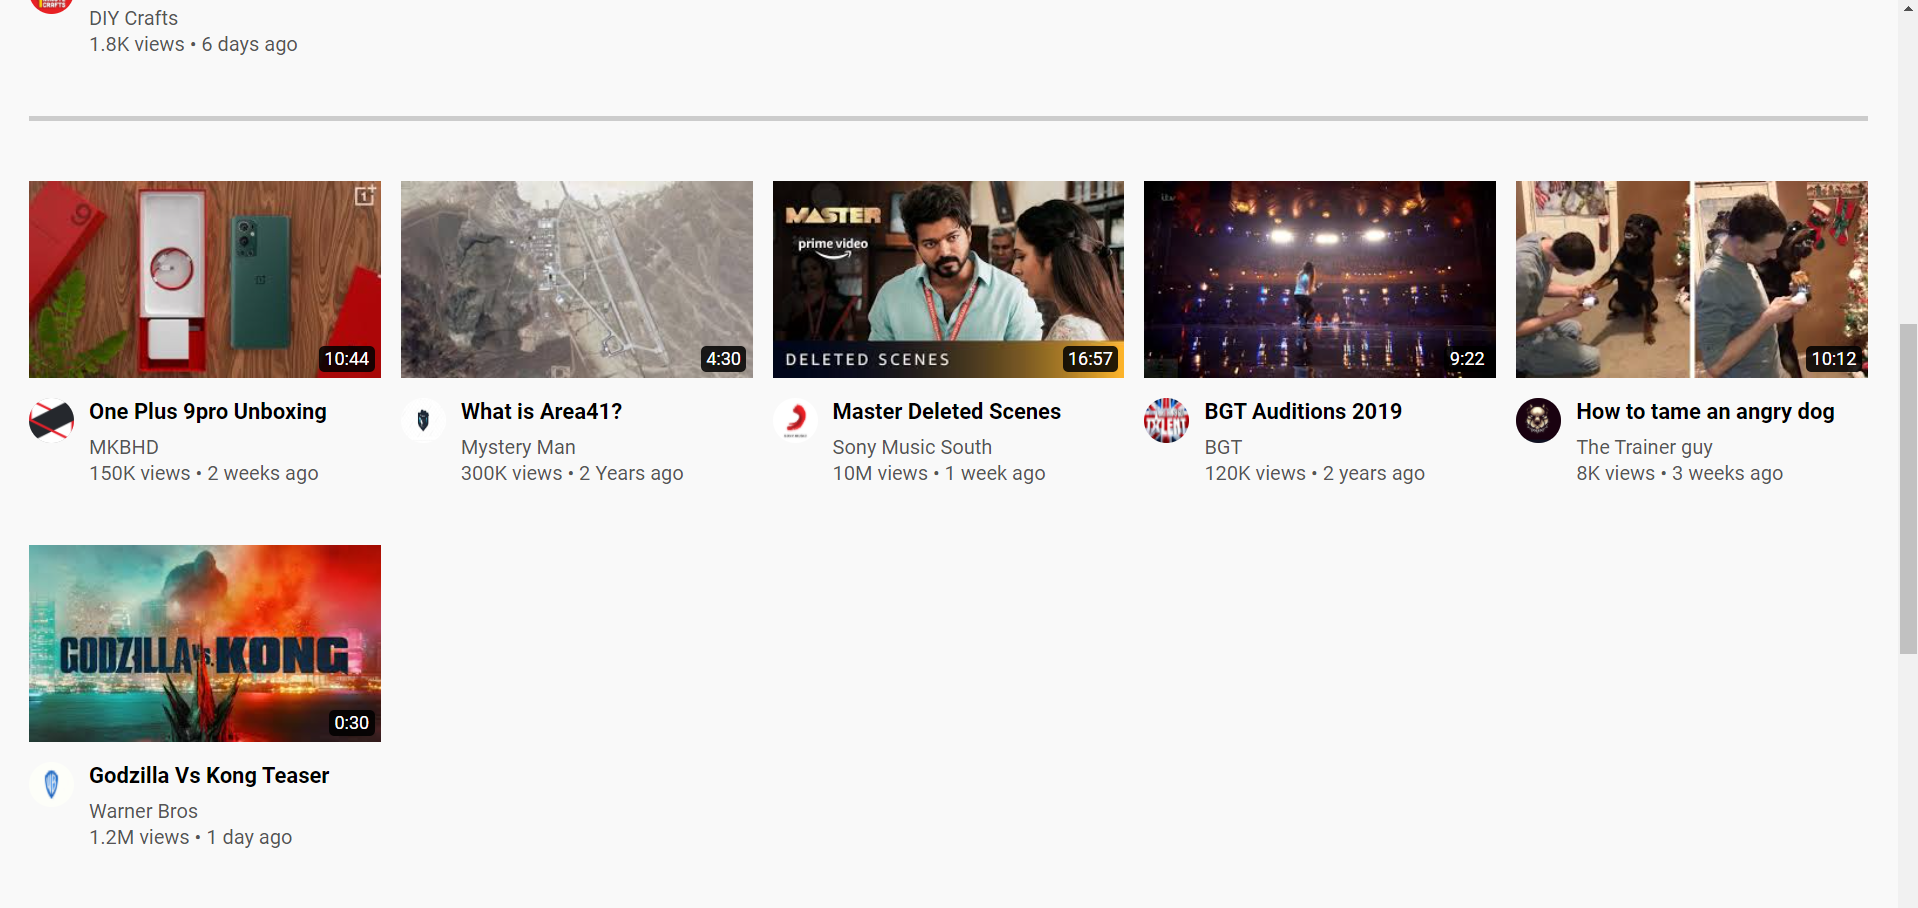 CRAFTS
DIY Crafts
1.8K views • 6 days ago
10:44
4:30
MASTER
prime video
DELETED SCENES
16:57
itv
9:22
10:12
One Plus 9pro Unboxing
MKBHD
150K views • 2 weeks ago
What is Area41?
Mystery Man
300K views • 2 Years ago
Master Deleted Scenes
Sony Music South
10M views • 1 week ago
TALENT
BGT Auditions 2019
BGT
120K views • 2 years ago
How to tame an angry dog
The Trainer guy
8K views • 3 weeks ago
GODZILLA VS. KONG
0:30
Godzilla Vs Kong Teaser
Warner Bros
1.2M views • 1 day ago